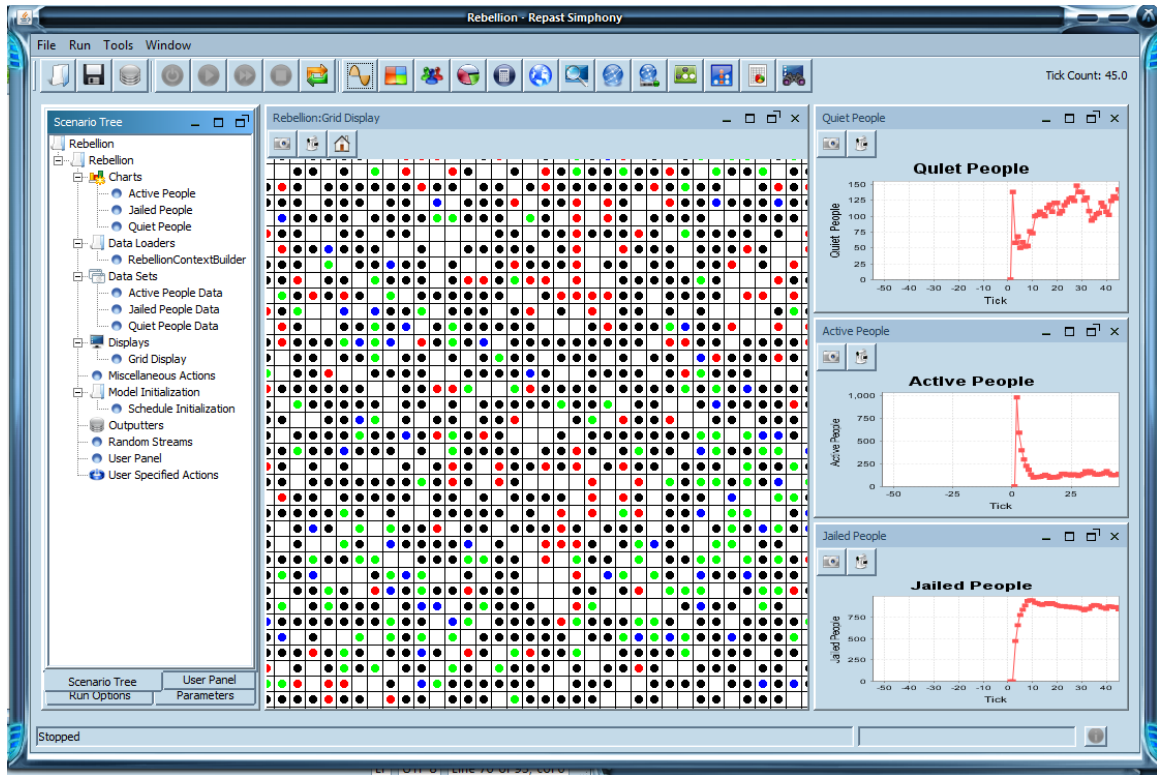 Rebellion - Repast Simphony
File Run Tools Window
Tick Count: 45.0
Scenario Tree
Rebellion
Rebellion
Charts
Active People
Jailed People
Quiet People
Data Loaders
RebellionContextBuilder
Data Sets
Active People Data
Jailed People Data
Quiet People Data
Displays
Grid Display
Miscellaneous Actions
Model Initialization
Schedule Initialization
Outputters
Random Streams
User Panel
User Specified Actions
Scenario Tree
User Panel
Run Options
Parameters
Rebellion:Grid Display
Quiet People
Quiet People
Quiet People
150
125
100
75
50
25
0
-50 -40 -30 -20 -10 0 10 20 30 40
Tick
Active People
Active People
Active People
1,000
750
500
250
0
-50 -25 0 25
Tick
Jailed People
Jailed People
Jailed People
750
500
250
0
-50 -40 -30 -20 -10 0 10 20 30 40
Tick
Stopped